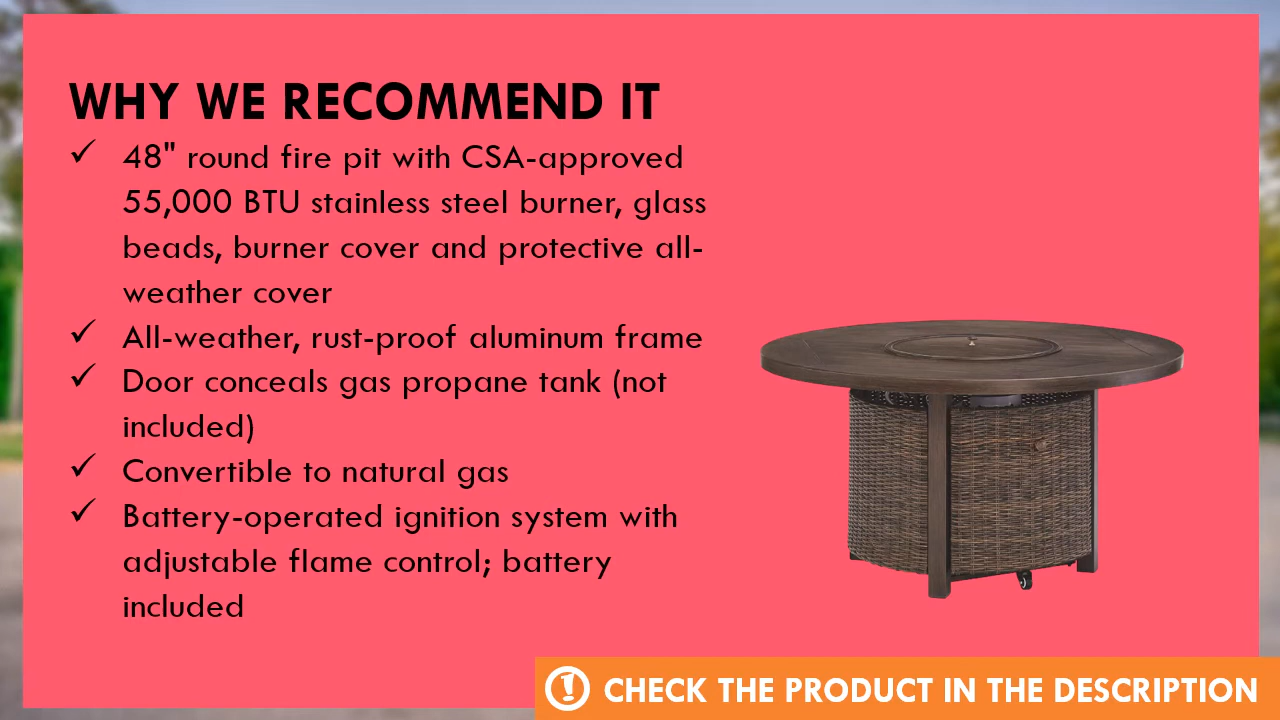 WHY WE RECOMMEND IT
✓ 48" round fire pit with CSA-approved
55,000 BTU stainless steel burner, glass
beads, burner cover and protective all-
weather cover
✓ All-weather, rust-proof aluminum frame
✓ Door conceals gas propane tank (not
included)
✓ Convertible to natural gas
✓ Battery-operated ignition system with
adjustable flame control; battery
included
! CHECK THE PRODUCT IN THE DESCRIPTION